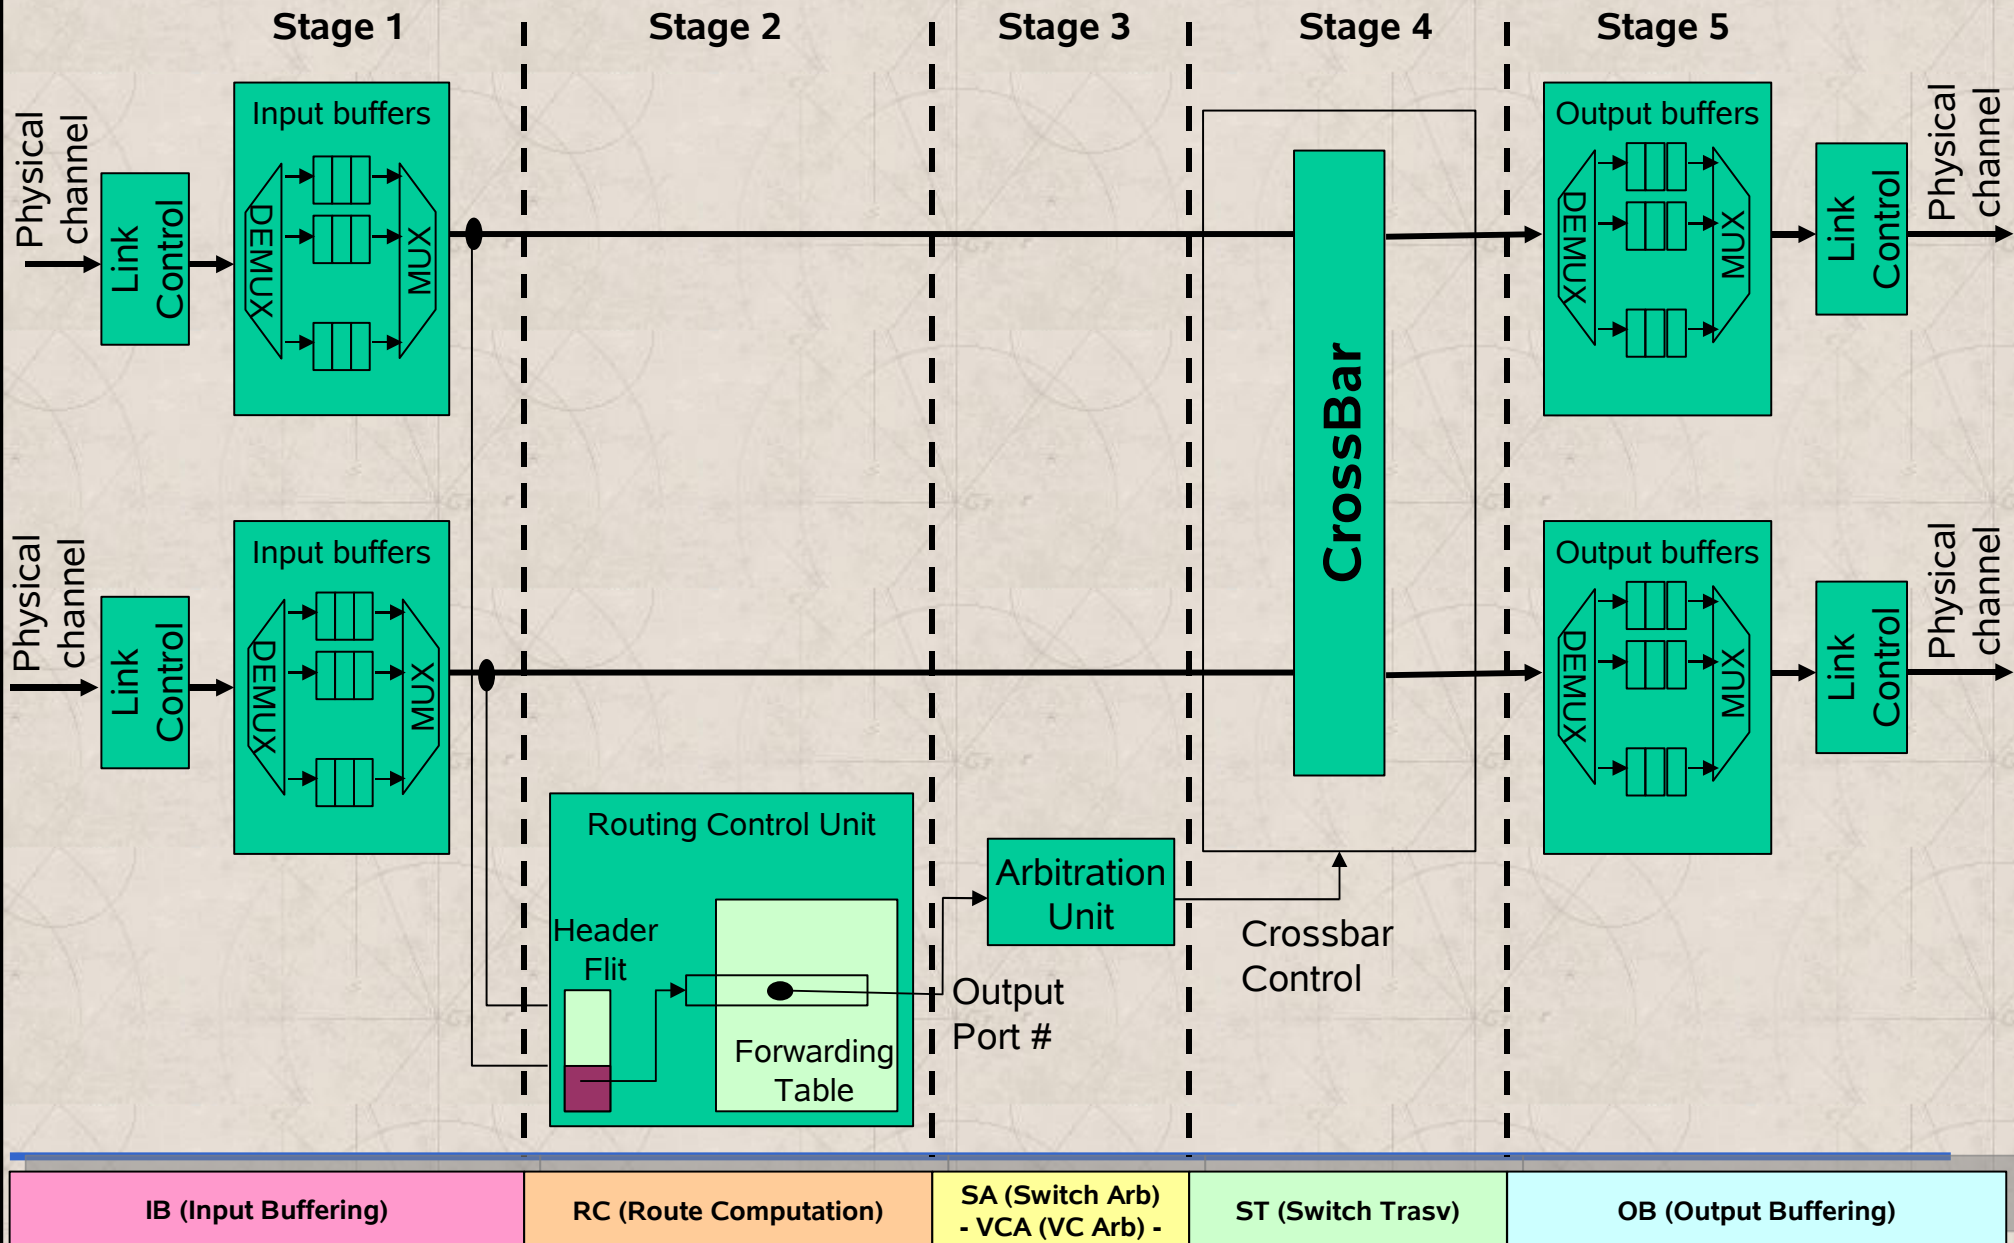 Stage 1
Stage 2
Stage 3
Stage 4
Stage 5
Physical
channel
Link
Control
Input buffers
DEMUX
MUX
CrossBar
Output buffers
DEMUX
MUX
Link
Control
Physical
channel
Physical
channel
Link
Control
Input buffers
DEMUX
MUX
Output buffers
DEMUX
MUX
Link
Control
Physical
channel
Routing Control Unit
Header
Flit
Forwarding
Table
Output
Port #
Arbitration
Unit
Crossbar
Control
IB (Input Buffering)
RC (Route Computation)
SA (Switch Arb)
- VCA (VC Arb) -
ST (Switch Trasv)
OB (Output Buffering)